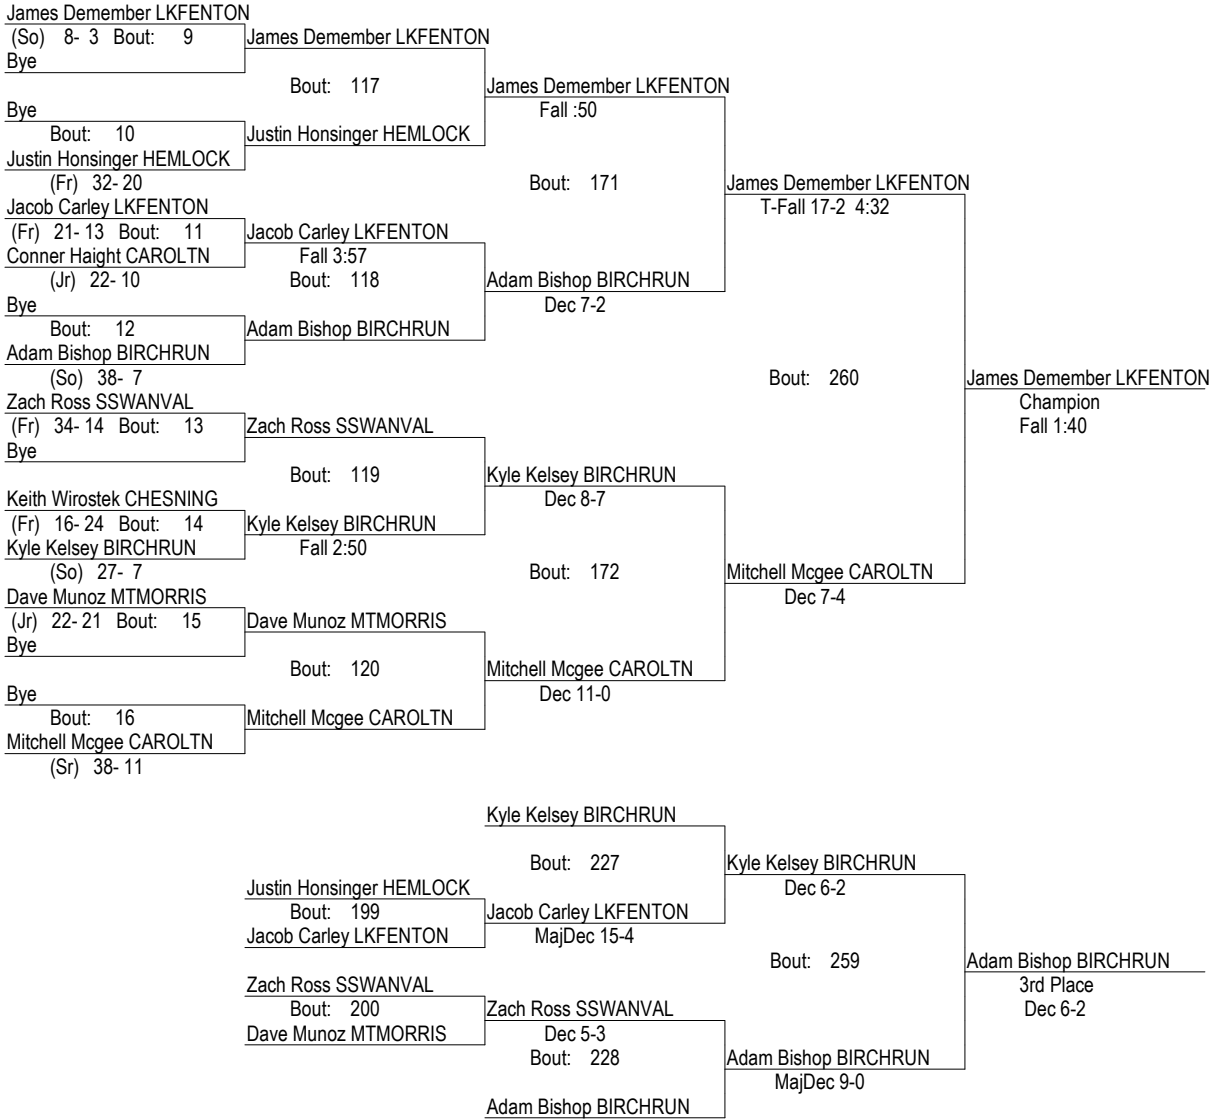 James Demember LKFENTON
(So) 8- 3 Bout: 9
James Demember LKFENTON
Bye
Bout: 117
James Demember LKFENTON
Bye
Fall :50
Bout: 10
Justin Honsinger HEMLOCK
Justin Honsinger HEMLOCK
(Fr) 32- 20
Bout: 171
James Demember LKFENTON
Jacob Carley LKFENTON
T-Fall 17-2 4:32
(Fr) 21- 13 Bout: 11
Jacob Carley LKFENTON
Conner Haight CAROLTN
Fall 3:57
(Jr) 22- 10
Bout: 118
Adam Bishop BIRCHRUN
Bye
Dec 7-2
Bout: 12
Adam Bishop BIRCHRUN
Adam Bishop BIRCHRUN
(So) 38- 7
Bout: 260
James Demember LKFENTON
Zach Ross SSWANVAL
Champion
(Fr) 34- 14 Bout: 13
Zach Ross SSWANVAL
Fall 1:40
Bye
Bout: 119
Kyle Kelsey BIRCHRUN
Keith Wirostek CHESNING
Dec 8-7
(Fr) 16- 24 Bout: 14
Kyle Kelsey BIRCHRUN
Kyle Kelsey BIRCHRUN
Fall 2:50
(So) 27- 7
Bout: 172
Mitchell Mcgee CAROLTN
Dave Munoz MTMORRIS
Dec 7-4
(Jr) 22- 21 Bout: 15
Dave Munoz MTMORRIS
Bye
Bout: 120
Mitchell Mcgee CAROLTN
Bye
Dec 11-0
Bout: 16
Mitchell Mcgee CAROLTN
Mitchell Mcgee CAROLTN
(Sr) 38- 11
Kyle Kelsey BIRCHRUN
Bout: 227
Kyle Kelsey BIRCHRUN
Justin Honsinger HEMLOCK
Dec 6-2
Bout: 199
Jacob Carley LKFENTON
Jacob Carley LKFENTON
MajDec 15-4
Bout: 259
Adam Bishop BIRCHRUN
Zach Ross SSWANVAL
3rd Place
Bout: 200
Zach Ross SSWANVAL
Dec 6-2
Dave Munoz MTMORRIS
Dec 5-3
Bout: 228
Adam Bishop BIRCHRUN
MajDec 9-0
Adam Bishop BIRCHRUN